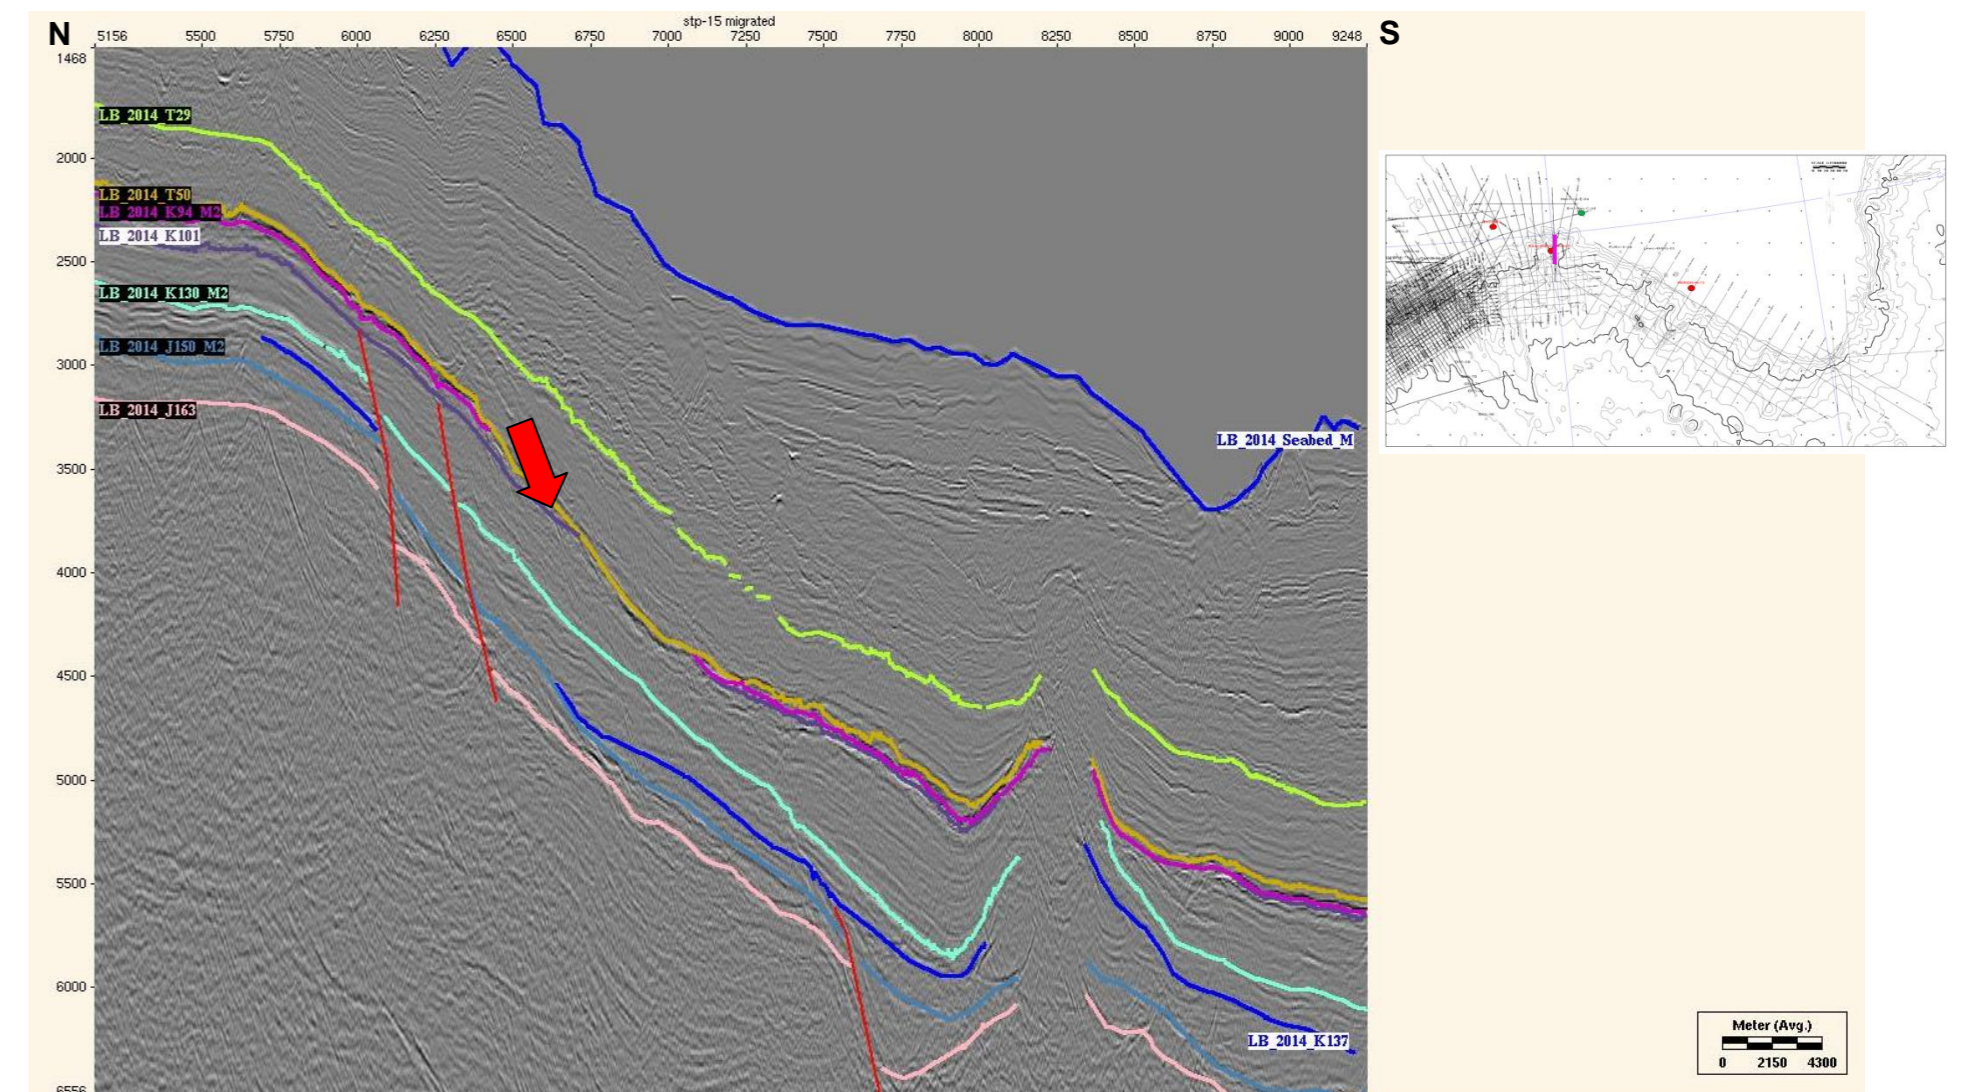 stp-15 migrated
N
S
5156 5500 5750 6000 6250 6500 6750 7000 7250 7500 7750 8000 8250 8500 8750 9000 9248
1468
LB_2014_T29
2000
LB_2014_T50
LB_2014_K94_M2
LB_2014_K101
2500
LB_2014_K130_M2
LB_2014_J150_M2
3000
LB_2014_J163
LB_2014 Seabed_M
3500
4000
4500
5000
5500
6000
LB_2014_K137
6556
Meter (Avg.)
0 2150 4300